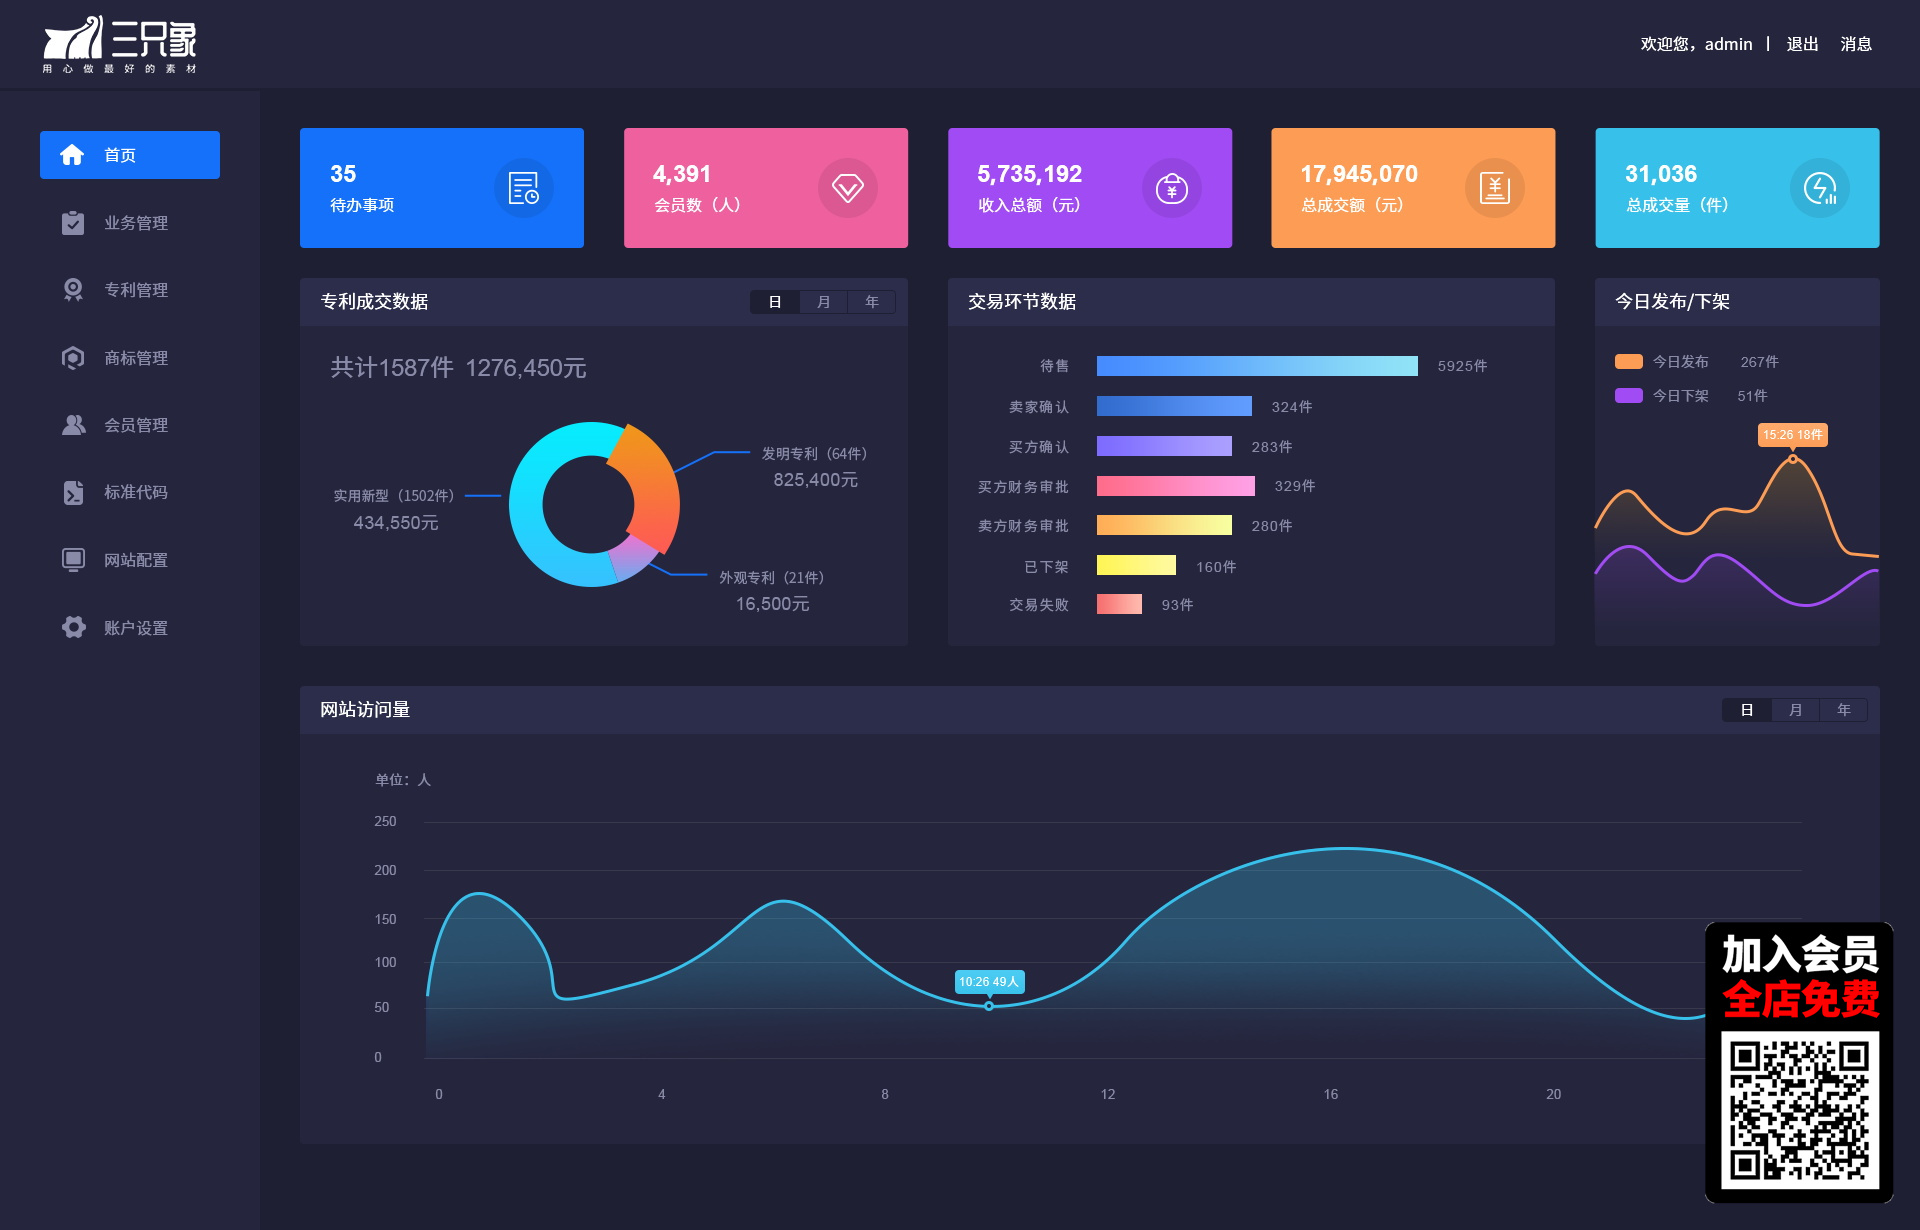 三只象
用心做最好的素材
欢迎您，admin | 退出 消息
首页
业务管理
专利管理
商标管理
会员管理
标准代码
网站配置
账户设置
35
待办事项
4,391
会员数（人）
5,735,192
收入总额（元）
17,945,070
总成交额（元）
31,036
总成交量（件）
专利成交数据
日 月 年
共计1587件 1276,450元
发明专利（64件）
825,400元
实用新型（1502件）
434,550元
外观专利（21件）
16,500元
交易环节数据
待售 5925件
卖家确认 324件
买方确认 283件
买方财务审批 329件
卖方财务审批 280件
已下架 160件
交易失败 93件
今日发布/下架
今日发布 267件
今日下架 51件
15:26 18件
网站访问量
日 月 年
单位：人
250
200
150
100
50
0
10:26 49人
0 4 8 12 16 20
加入会员
全店免费